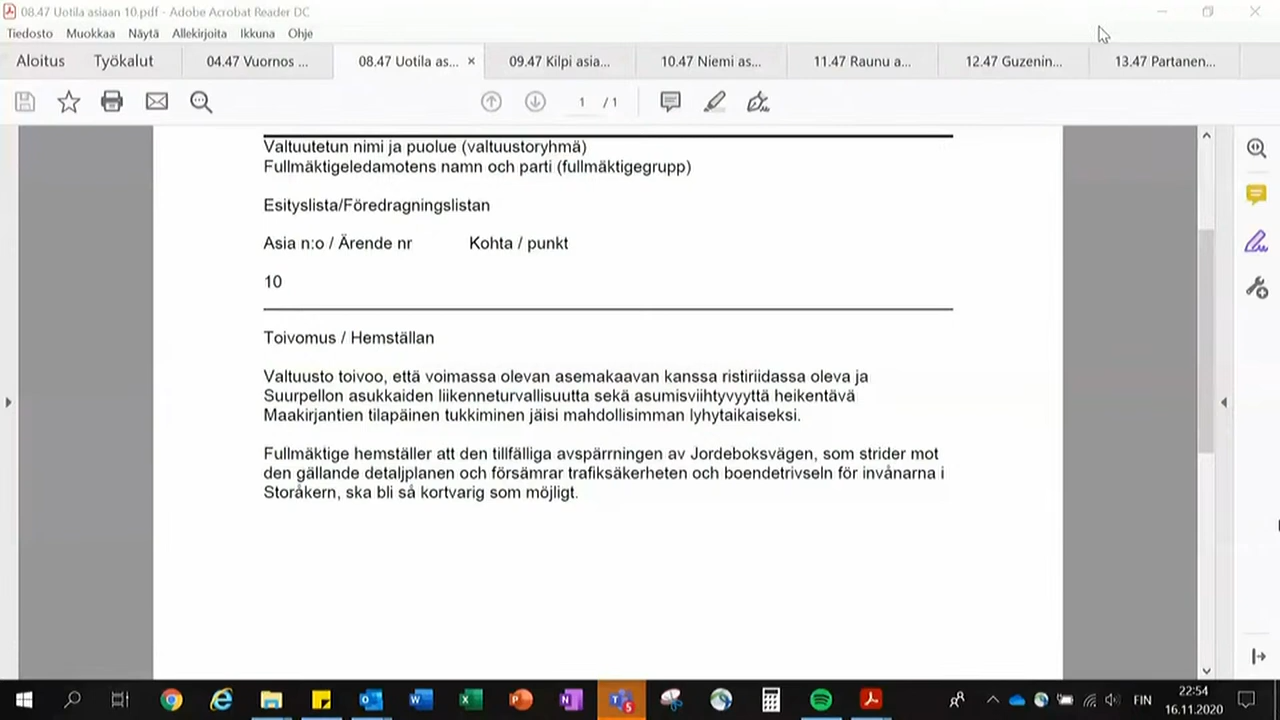 08.47 Uotila asiaan 10.pdf - Adobe Acrobat Reader DC
Tiedosto Muokkaa Näytä Allekirjoita Ikkuna Ohje
Aloitus Työkalut 04.47 Vuornos ... 08.47 Uotila as... × 09.47 Kilpi asia... 10.47 Niemi as... 11.47 Raunu a... 12.47 Guzenin... 13.47 Partanen...
1 / 1
Valtuutetun nimi ja puolue (valtuustoryhmä)
Fullmäktigeledamotens namn och parti (fullmäktigegrupp)
Esityslista/Föredragningslistan
Asia n:o / Ärende nr Kohta / punkt
10
Toivomus / Hemställan
Valtuusto toivoo, että voimassa olevan asemakaavan kanssa ristiriidassa oleva ja
Suurpellon asukkaiden liikenneturvallisuutta sekä asumisviihtyvyyttä heikentävä
Maakirjantien tilapäinen tukkiminen jäisi mahdollisimman lyhytaikaiseksi.
Fullmäktige hemställer att den tillfälliga avspärrningen av Jordeboksvägen, som strider mot
den gällande detaljplanen och försämrar trafiksäkerheten och boendetrivseln för invånarna i
Storåkern, ska bli så kortvarig som möjligt.
FIN
22:54
16.11.2020